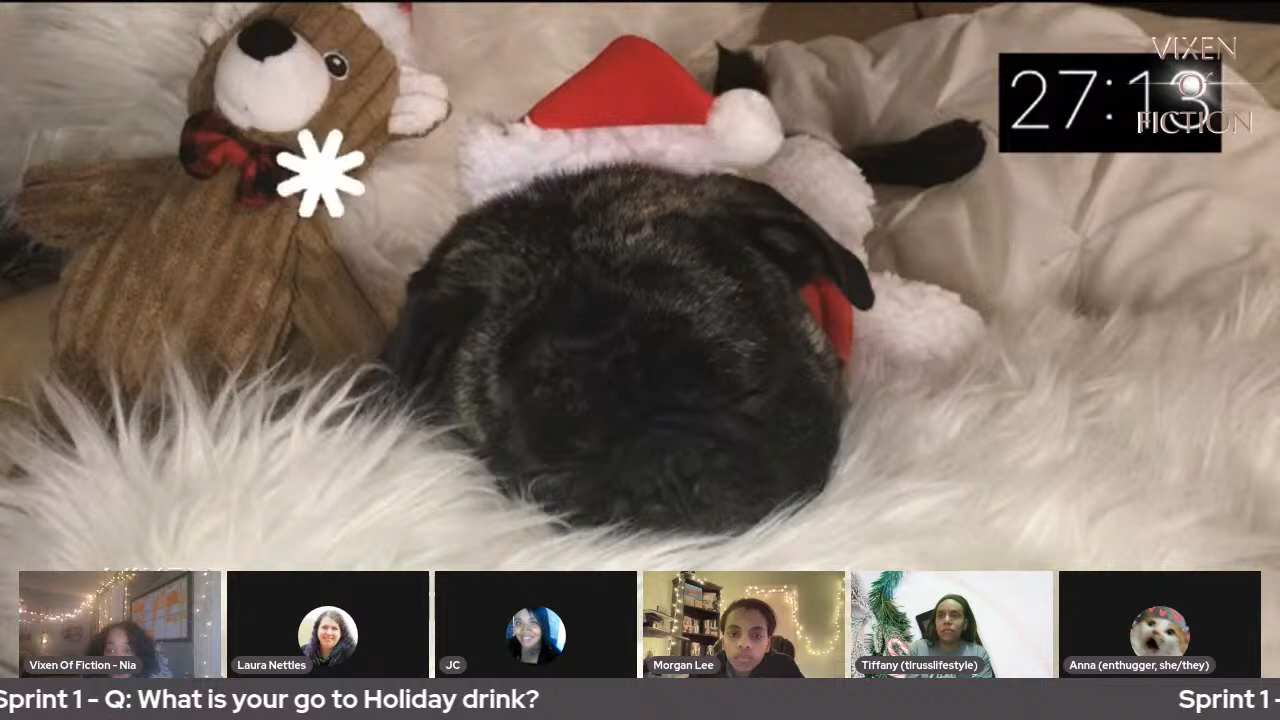 VIXEN
of
FICTION
27:13
Vixen Of Fiction - Nia
Laura Nettles
JC
Morgan Lee
Tiffany (tlrusslifestyle)
Anna (enthugger, she/they)
Sprint 1 - Q: What is your go to Holiday drink?
Sprint 1 -